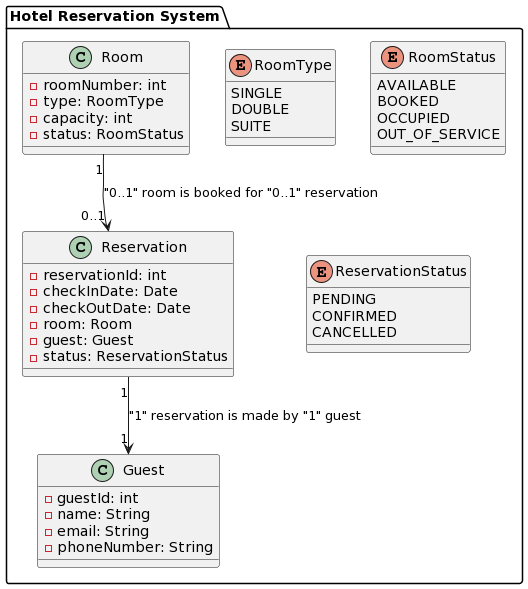 Hotel Reservation System
C Room
roomNumber: int
type: RoomType
capacity: int
status: RoomStatus
E RoomType
SINGLE
DOUBLE
SUITE
E RoomStatus
AVAILABLE
BOOKED
OCCUPIED
OUT_OF_SERVICE
1
"0..1" room is booked for "0..1" reservation
0..1
C Reservation
reservationId: int
checkInDate: Date
checkOutDate: Date
room: Room
guest: Guest
status: ReservationStatus
E ReservationStatus
PENDING
CONFIRMED
CANCELLED
1
"1" reservation is made by "1" guest
1
C Guest
guestId: int
name: String
email: String
phoneNumber: String